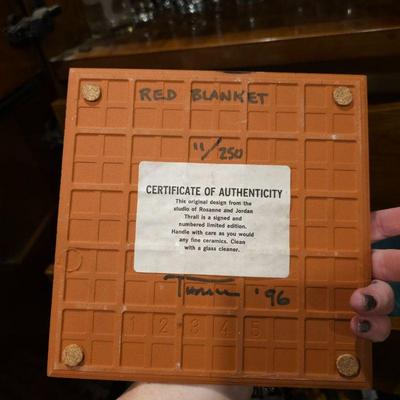 RED BLANKET
11/250
CERTIFICATE OF AUTHENTICITY
This original design from the
studio of Rosanne and Jordan
Thrall is a signed and
numbered limited edition.
Handle with care as you would
any fine ceramics. Clean
with a glass cleaner.
Thrall '96
1 2 3 4 5